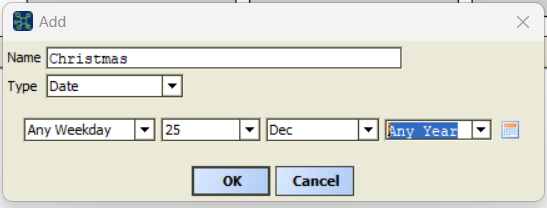 Add
Name Christmas
Type Date
Any Weekday 25 Dec Any Year
OK Cancel